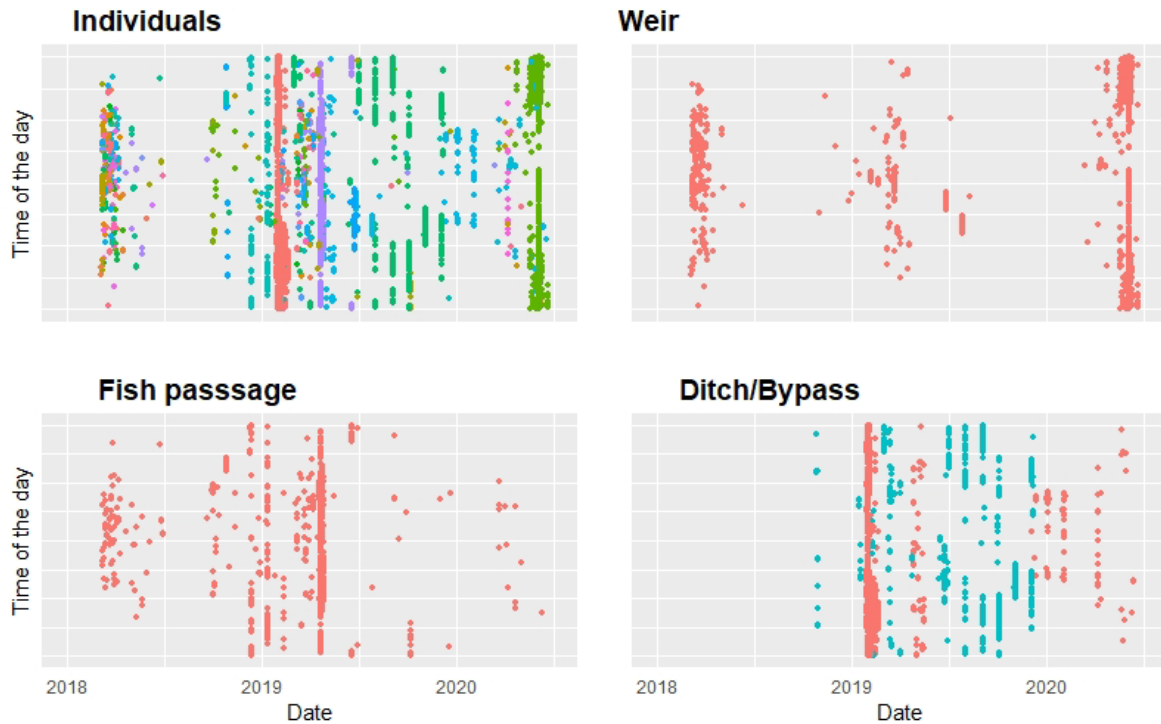 Individuals
Weir
Time of the day
Fish passsage
Ditch/Bypass
Time of the day
2018
2019
2020
2018
2019
2020
Date
Date